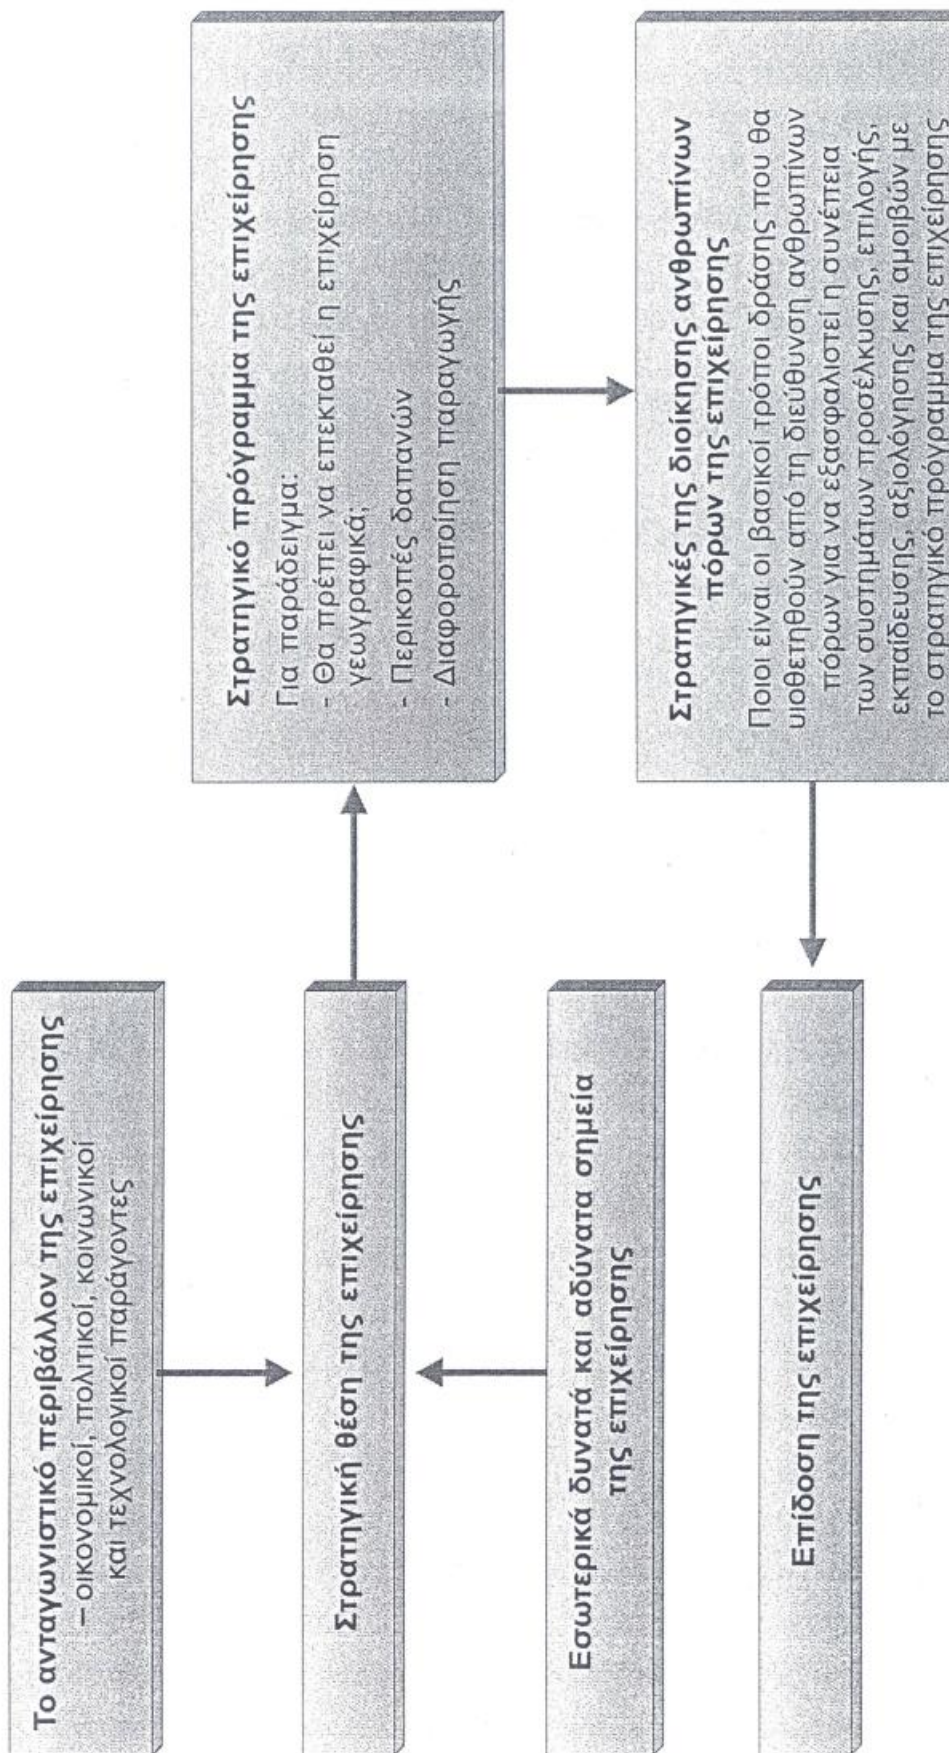 Το ανταγωνιστικό περιβάλλον της επιχείρησης
– οικονομικοί, πολιτικοί, κοινωνικοί
και τεχνολογικοί παράγοντες
Στρατηγική θέση της επιχείρησης
Εσωτερικά δυνατά και αδύνατα σημεία
της επιχείρησης
Στρατηγικό πρόγραμμα της επιχείρησης
Για παράδειγμα:
- Θα πρέπει να επεκταθεί η επιχείρηση
γεωγραφικά;
- Περικοπές δαπανών
- Διαφοροποίηση παραγωγής
Στρατηγικές της διοίκησης ανθρωπίνων
πόρων της επιχείρησης
Ποιοι είναι οι βασικοί τρόποι δράσης που θα
υιοθετηθούν από τη διεύθυνση ανθρωπίνων
πόρων για να εξασφαλιστεί η συνέπεια
των συστημάτων προσέλκυσης, επιλογής,
εκπαίδευσης, αξιολόγησης και αμοιβών με
το στρατηγικό πρόγραμμα της επιχείρησης
Επίδοση της επιχείρησης